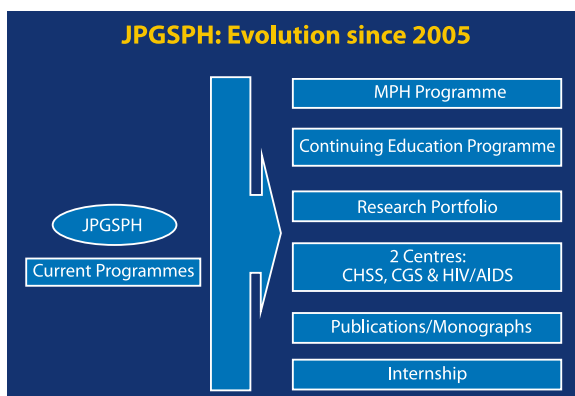 JPGSPH: Evolution since 2005
JPGSPH
Current Programmes
MPH Programme
Continuing Education Programme
Research Portfolio
2 Centres:
CHSS, CGS & HIV/AIDS
Publications/Monographs
Internship